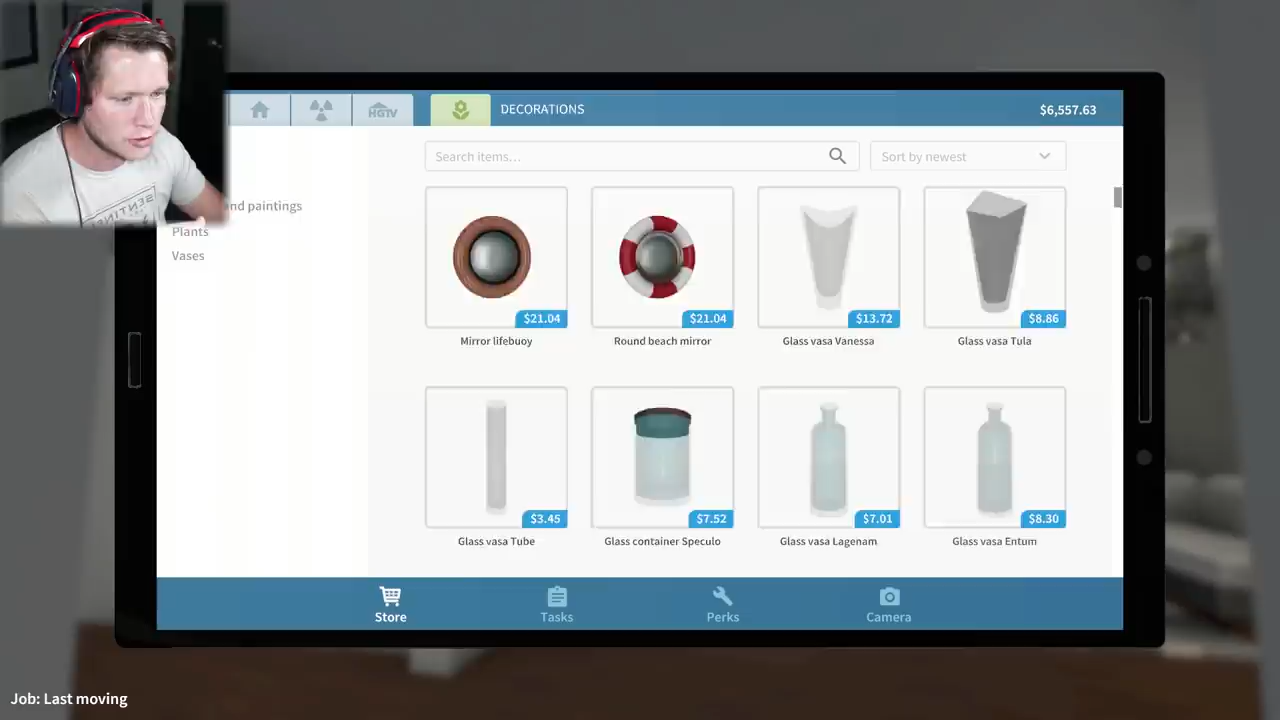 HGTV
DECORATIONS
$6,557.63
Search items...
Sort by newest
nd paintings
Plants
Vases
$21.04
$21.04
$13.72
$8.86
Mirror lifebuoy
Round beach mirror
Glass vasa Vanessa
Glass vasa Tula
$3.45
$7.52
$7.01
$8.30
Glass vasa Tube
Glass container Speculo
Glass vasa Lagenam
Glass vasa Entum
Store
Tasks
Perks
Camera
Job: Last moving